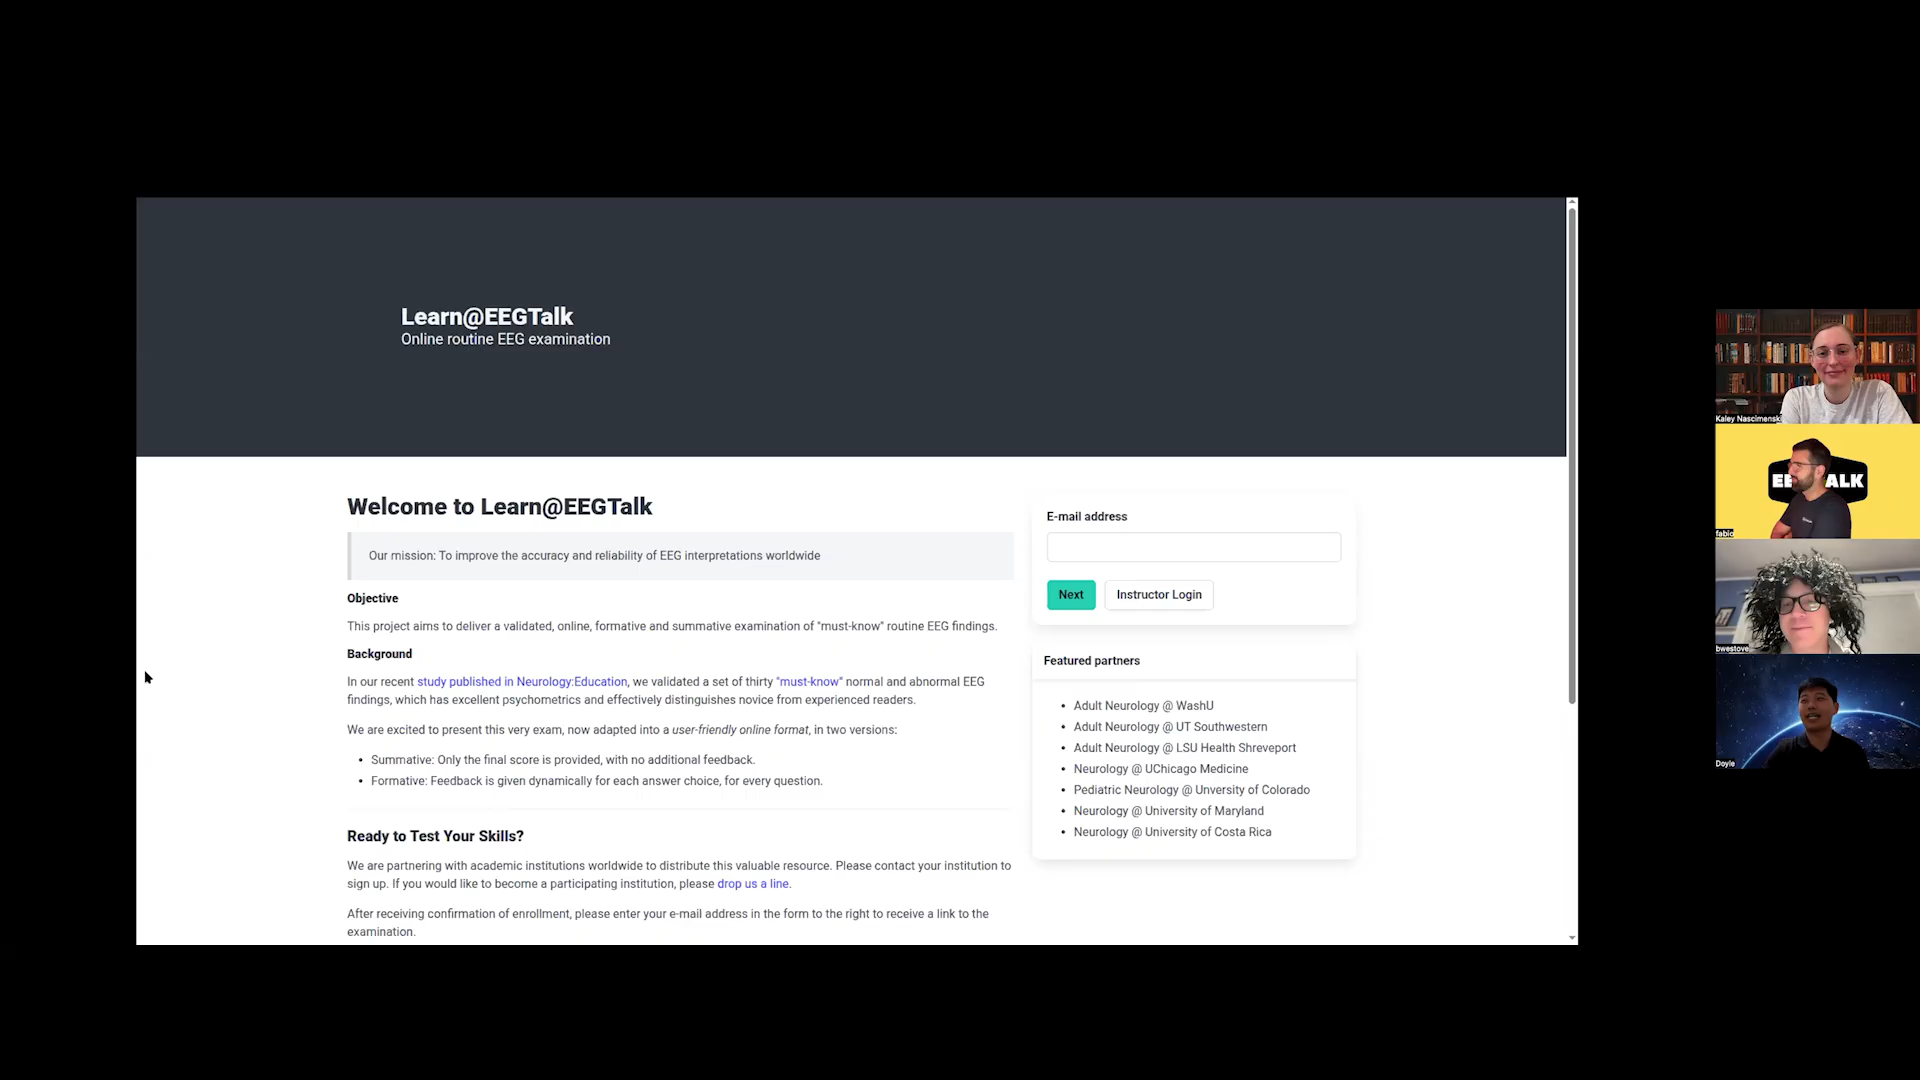 Learn@EEGTalk
Online routine EEG examination
Welcome to Learn@EEGTalk
Our mission: To improve the accuracy and reliability of EEG interpretations worldwide
Objective
This project aims to deliver a validated, online, formative and summative examination of "must-know" routine EEG findings.
Background
In our recent study published in Neurology:Education, we validated a set of thirty "must-know" normal and abnormal EEG
findings, which has excellent psychometrics and effectively distinguishes novice from experienced readers.
We are excited to present this very exam, now adapted into a user-friendly online format, in two versions:
• Summative: Only the final score is provided, with no additional feedback.
• Formative: Feedback is given dynamically for each answer choice, for every question.
Ready to Test Your Skills?
We are partnering with academic institutions worldwide to distribute this valuable resource. Please contact your institution to
sign up. If you would like to become a participating institution, please drop us a line.
After receiving confirmation of enrollment, please enter your e-mail address in the form to the right to receive a link to the
examination.
E-mail address
Next
Instructor Login
Featured partners
• Adult Neurology @ WashU
• Adult Neurology @ UT Southwestern
• Adult Neurology @ LSU Health Shreveport
• Neurology @ UChicago Medicine
• Pediatric Neurology @ Unversity of Colorado
• Neurology @ University of Maryland
• Neurology @ University of Costa Rica
Kaley Nascimensk
fabio
bwestove
Doyle